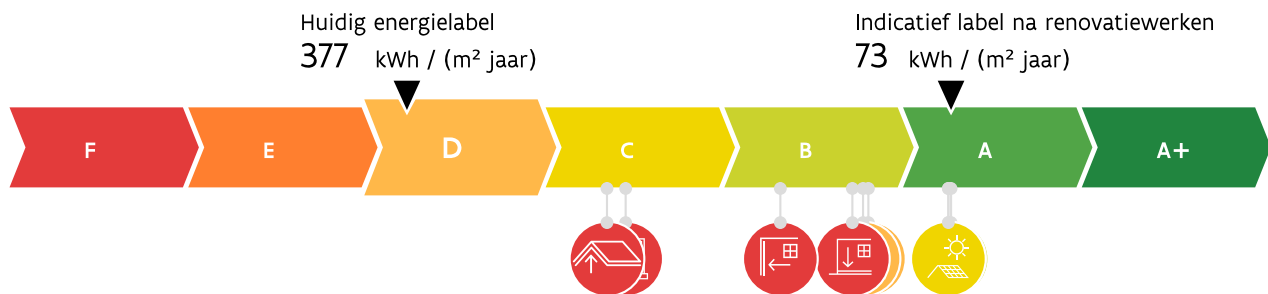 Huidig energielabel
377 kWh / (m² jaar)
Indicatief label na renovatiewerken
73 kWh / (m² jaar)
F E D C B A A+